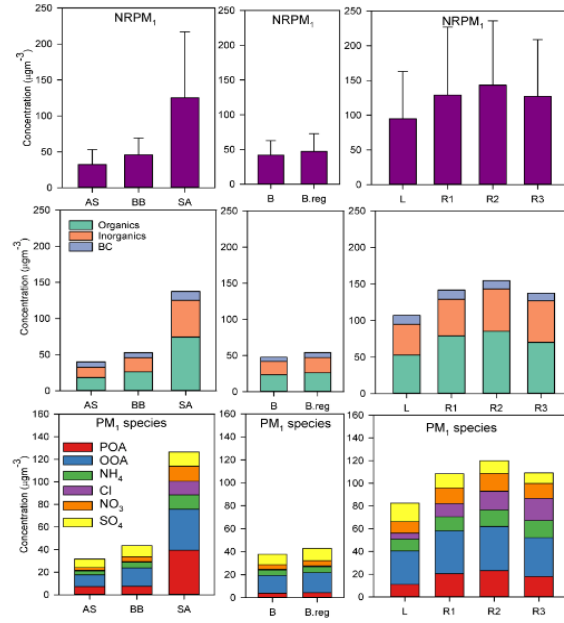 NRPM1
NRPM1
NRPM1
Concentration (µgm-3)
250
200
150
100
50
0
AS BB SA
250
200
150
100
50
0
B B.reg
250
200
150
100
50
0
L R1 R2 R3
Organics
Inorganics
BC
Concentration (µgm-3)
250
200
150
100
50
0
AS BB SA
250
200
150
100
50
0
B B.reg
250
200
150
100
50
0
L R1 R2 R3
PM1 species
PM1 species
PM1 species
POA
OOA
NH4
Cl
NO3
SO4
Concentration (µgm-3)
160
140
120
100
80
60
40
20
0
AS BB SA
160
140
120
100
80
60
40
20
0
B B.reg
160
140
120
100
80
60
40
20
0
L R1 R2 R3